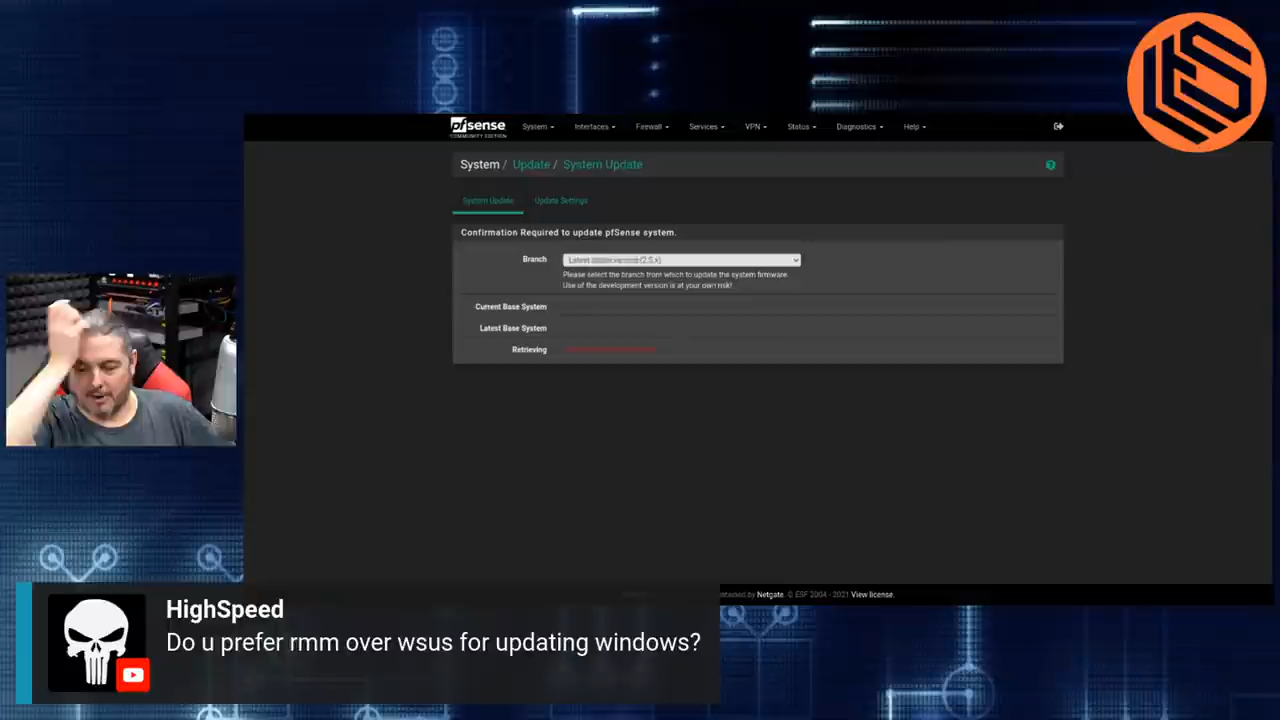 pfsense
COMMUNITY EDITION
System
Interfaces
Firewall
Services
VPN
Status
Diagnostics
Help
System / Update / System Update
System Update
Update Settings
Confirmation Required to update pfSense system.
Branch
Latest (2.5.x)
Please select the branch from which to update the system firmware.
Use of the development version is at your own risk!
Current Base System
Latest Base System
Retrieving
Netgate. © ESF 2004 - 2021 View license.
HighSpeed
Do u prefer rmm over wsus for updating windows?